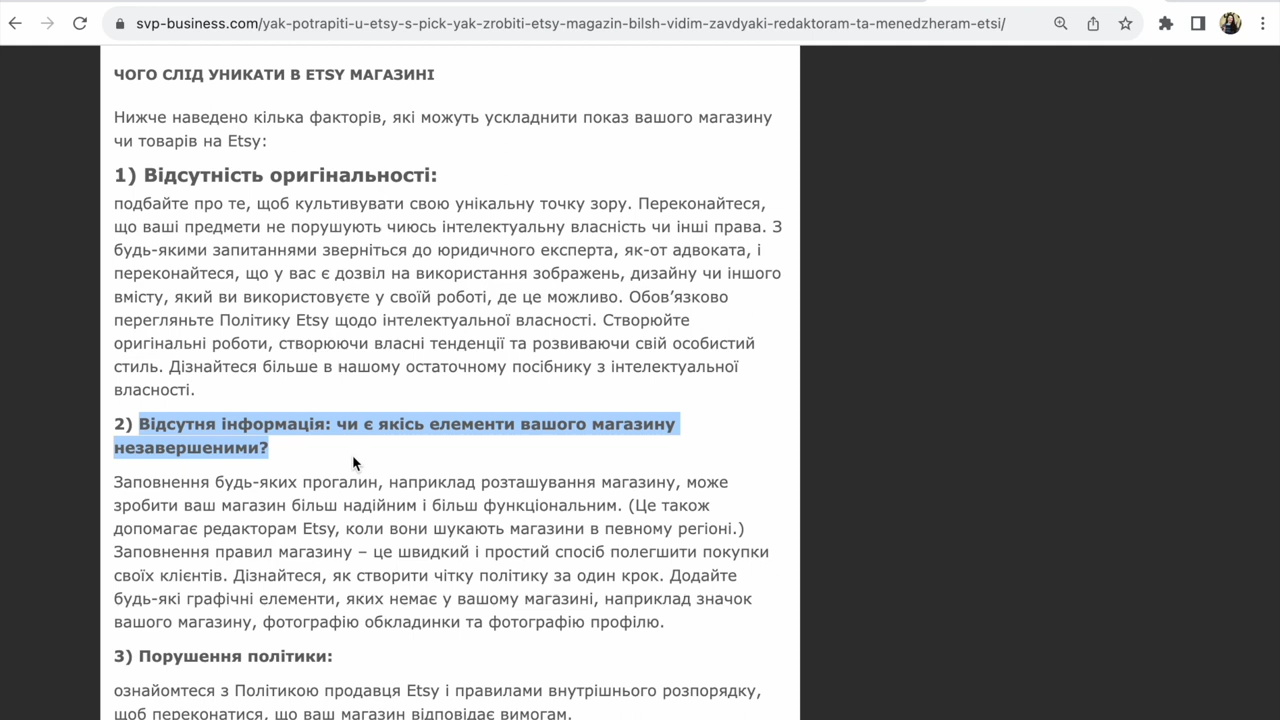 svp-business.com/yak-potrapiti-u-etsy-s-pick-yak-zrobiti-etsy-magazin-bilsh-vidim-zavdyaki-redaktoram-ta-menedzheram-etsi/
ЧОГО СЛІД УНИКАТИ В ETSY МАГАЗИНІ
Нижче наведено кілька факторів, які можуть ускладнити показ вашого магазину
чи товарів на Etsy:
1) Відсутність оригінальності:
подбайте про те, щоб культивувати свою унікальну точку зору. Переконайтеся,
що ваші предмети не порушують чиюсь інтелектуальну власність чи інші права. З
будь-якими запитаннями зверніться до юридичного експерта, як-от адвоката, і
переконайтеся, що у вас є дозвіл на використання зображень, дизайну чи іншого
вмісту, який ви використовуєте у своїй роботі, де це можливо. Обов’язково
перегляньте Політику Etsy щодо інтелектуальної власності. Створюйте
оригінальні роботи, створюючи власні тенденції та розвиваючи свій особистий
стиль. Дізнайтеся більше в нашому остаточному посібнику з інтелектуальної
власності.
2) Відсутня інформація: чи є якісь елементи вашого магазину
незавершеними?
Заповнення будь-яких прогалин, наприклад розташування магазину, може
зробити ваш магазин більш надійним і більш функціональним. (Це також
допомагає редакторам Etsy, коли вони шукають магазини в певному регіоні.)
Заповнення правил магазину – це швидкий і простий спосіб полегшити покупки
своїх клієнтів. Дізнайтеся, як створити чітку політику за один крок. Додайте
будь-які графічні елементи, яких немає у вашому магазині, наприклад значок
вашого магазину, фотографію обкладинки та фотографію профілю.
3) Порушення політики:
ознайомтеся з Політикою продавця Etsy і правилами внутрішнього розпорядку,
щоб переконатися, що ваш магазин відповідає вимогам.